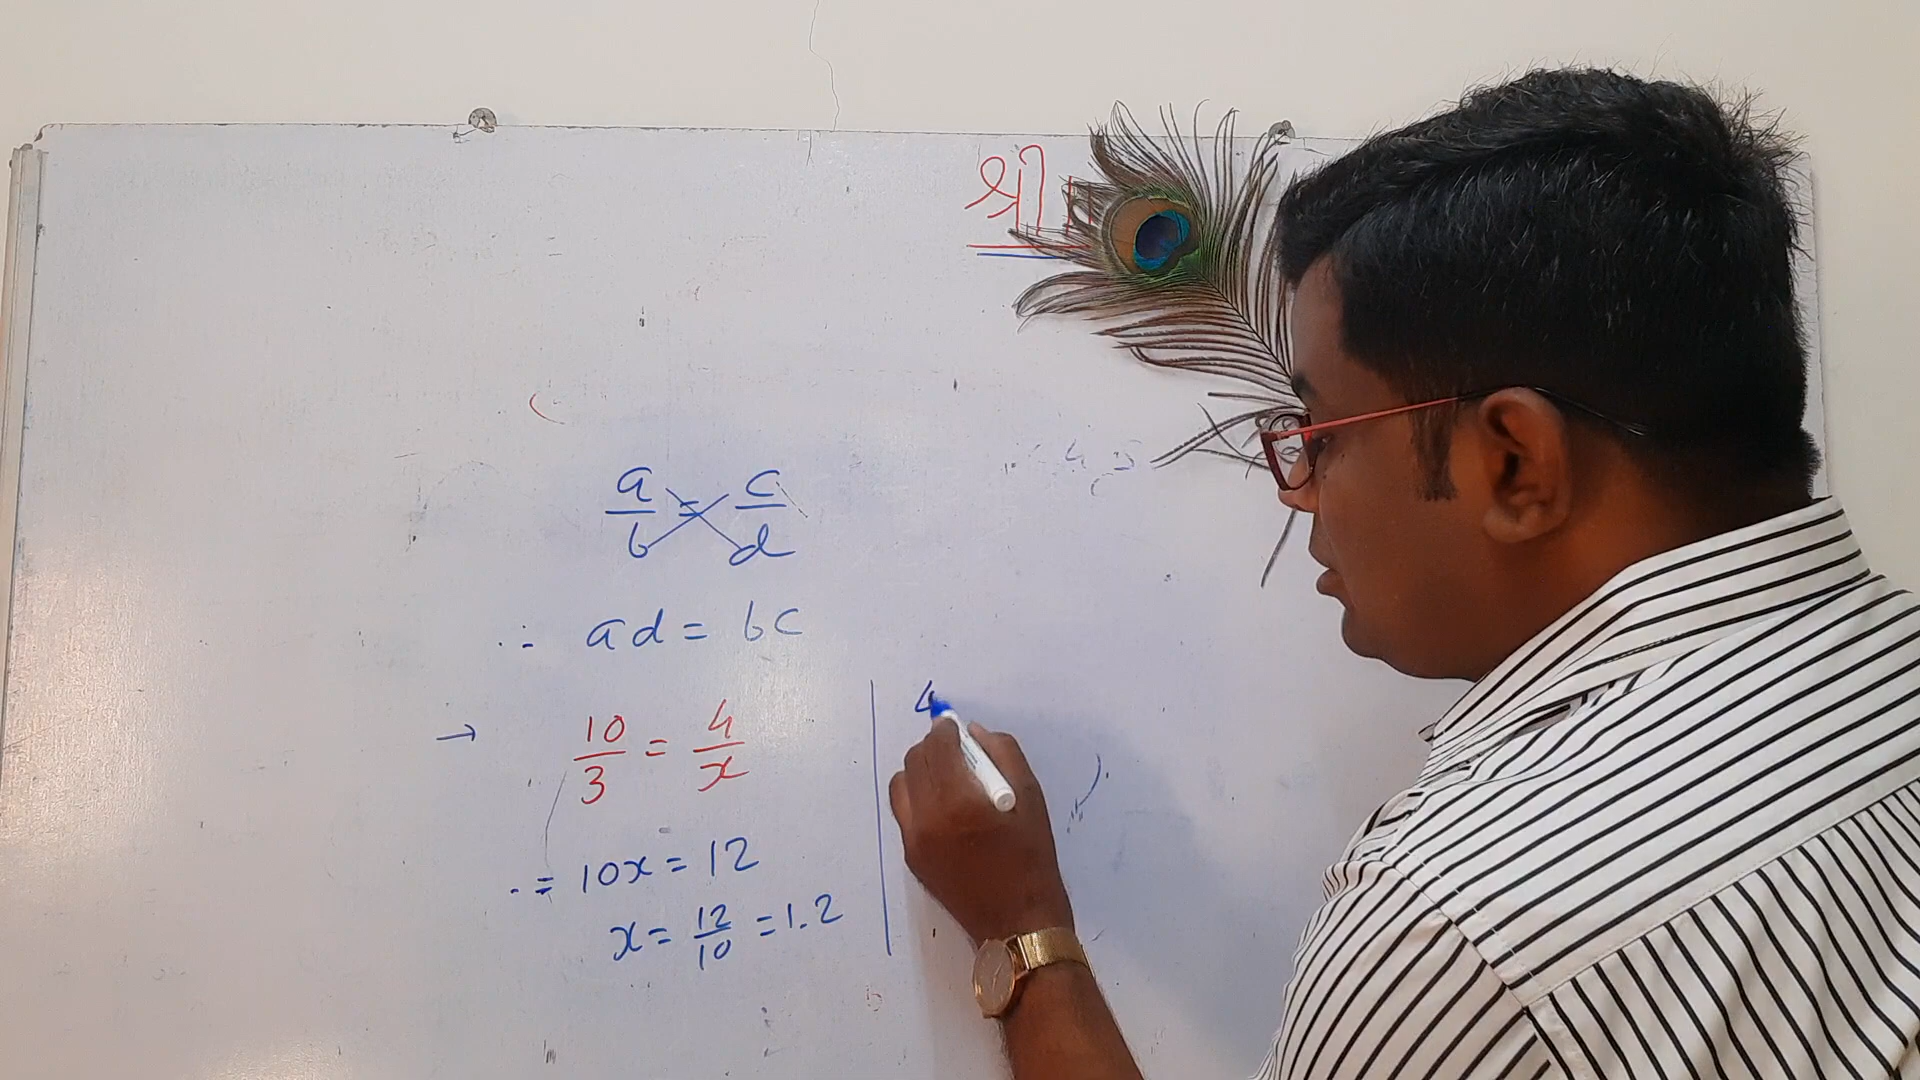 श्री
a/b = c/d
∴ ad = bc
→ 10/3 = 4/x
∴ 10x = 12
x = 12/10 = 1.2
4